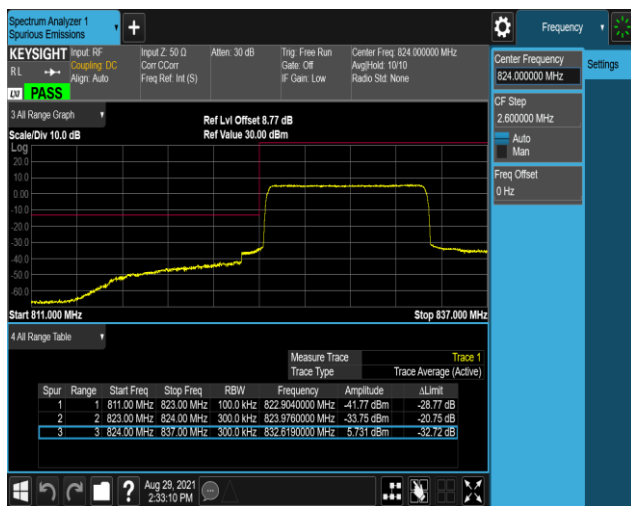 Spectrum Analyzer 1
Spurious Emissions
Frequency
KEYSIGHT Input: RF Input Z: 50 Ω Atten: 30 dB Trig: Free Run Center Freq: 824.000000 MHz
RL Coupling: DC Corr CCorr Gate: Off Avg|Hold: 10/10
Align: Auto Freq Ref: Int (S) IF Gain: Low Radio Std: None
LXI PASS
Center Frequency
824.000000 MHz
Settings
CF Step
2.600000 MHz
Auto
Man
Freq Offset
0 Hz
3 All Range Graph
Ref Lvl Offset 8.77 dB
Scale/Div 10.0 dB Ref Value 30.00 dBm
Log
20.0
10.0
0.00
-10.0
-20.0
-30.0
-40.0
-50.0
-60.0
Start 811.000 MHz Stop 837.000 MHz
4 All Range Table
Measure Trace Trace 1
Trace Type Trace Average (Active)
Spur Range Start Freq Stop Freq RBW Frequency Amplitude ΔLimit
1 1 811.00 MHz 823.00 MHz 100.0 kHz 822.9040000 MHz -41.77 dBm -28.77 dB
2 2 823.00 MHz 824.00 MHz 300.0 kHz 823.9760000 MHz -33.75 dBm -20.75 dB
3 3 824.00 MHz 837.00 MHz 300.0 kHz 832.6190000 MHz 5.731 dBm -32.72 dB
? Aug 29, 2021
2:33:10 PM